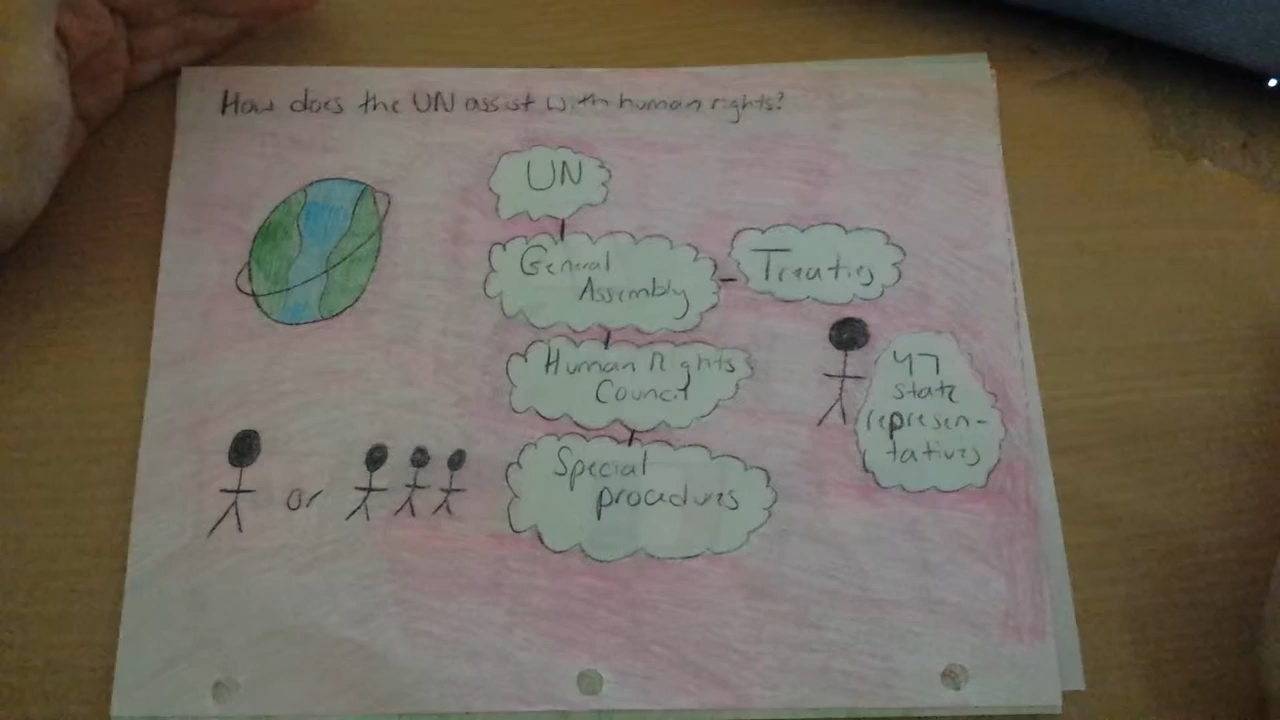 How does the UN assist with human rights?
UN
General
Assembly
Treaties
Human Rights
Council
47
state
represen-
tatives
Special
procedures
or